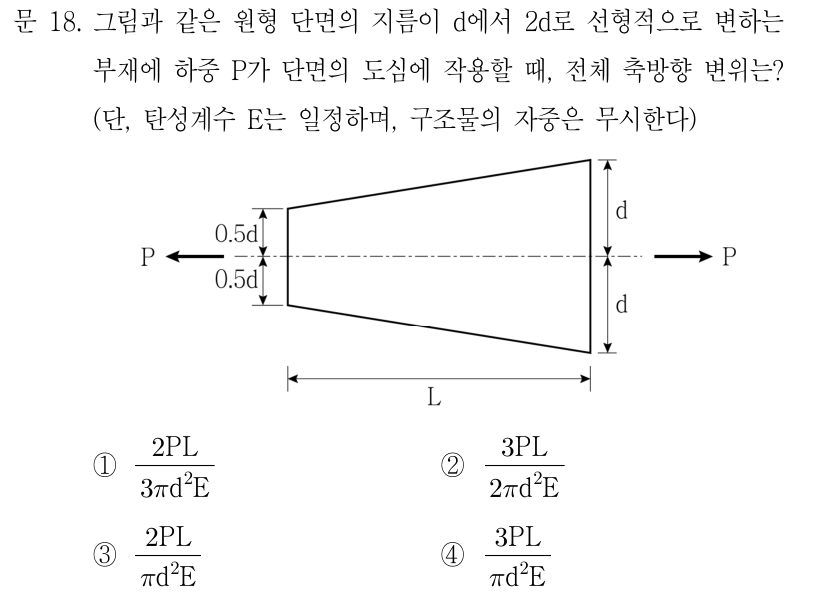 문 18. 그림과 같은 원형 단면의 지름이 d에서 2d로 선형적으로 변하는
부재에 하중 P가 단면의 도심에 작용할 때, 전체 축방향 변위는?
(단, 탄성계수 E는 일정하며, 구조물의 자중은 무시한다)
d
0.5d
P
P
0.5d
d
L
① 2PL/3πd²E
② 3PL/2πd²E
③ 2PL/πd²E
④ 3PL/πd²E